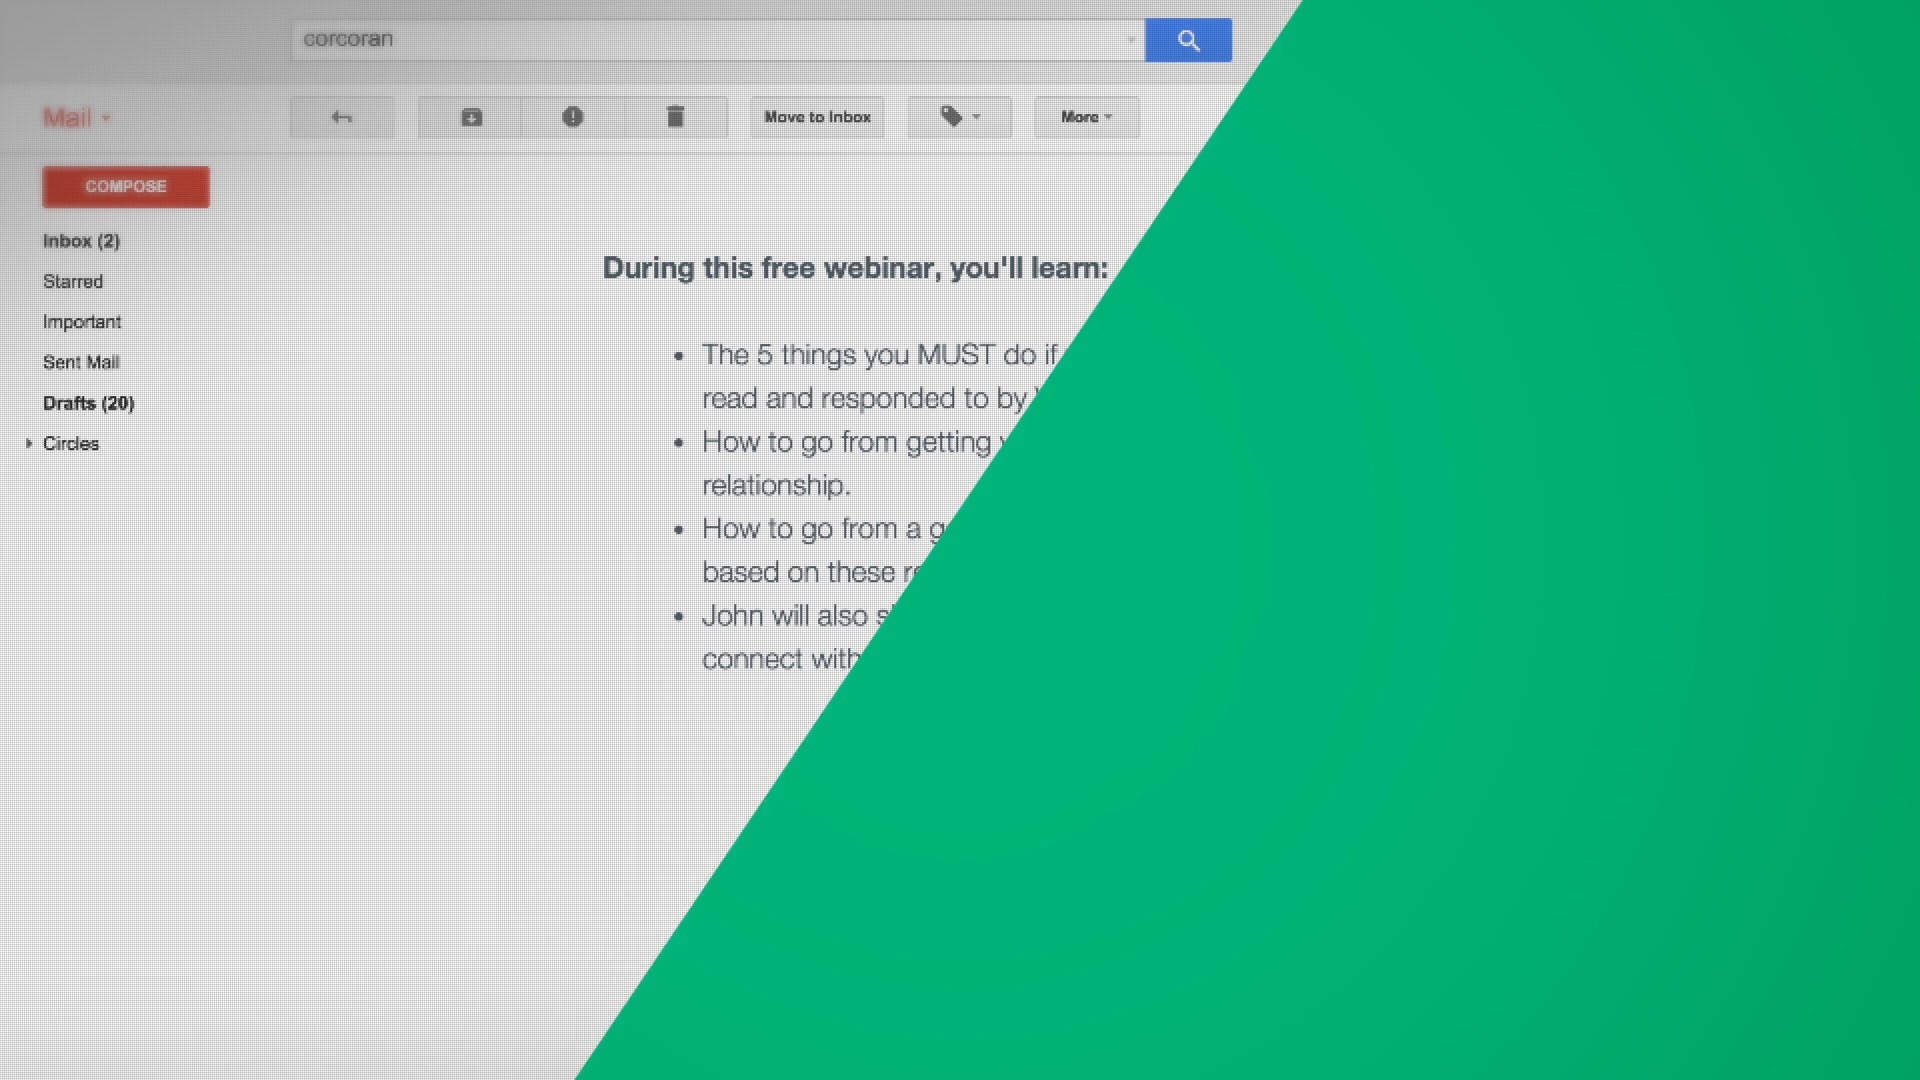 corcoran
Mail
Move to Inbox
More
COMPOSE
Inbox (2)
Starred
Important
Sent Mail
Drafts (20)
Circles
During this free webinar, you'll learn:
The 5 things you MUST do if
read and responded to by
How to go from getting
relationship.
How to go from a
based on these
John will also
connect with